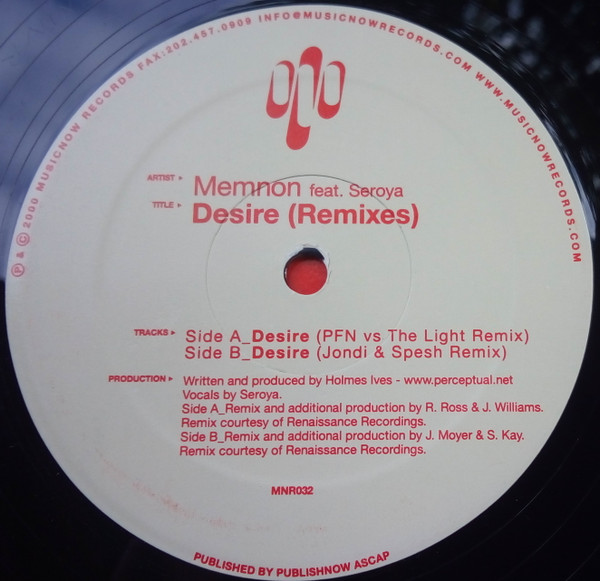 ℗ & © 2000 MUSICNOW RECORDS FAX:202.457.0909 INFO@MUSICNOWRECORDS.COM WWW.MUSICNOWRECORDS.COM
ARTIST ▸ Memnon feat. Seroya
TITLE ▸ Desire (Remixes)
TRACKS ▸ Side A_Desire (PFN vs The Light Remix)
Side B_Desire (Jondi & Spesh Remix)
PRODUCTION ▸ Written and produced by Holmes Ives - www.perceptual.net
Vocals by Seroya.
Side A_Remix and additional production by R. Ross & J. Williams.
Remix courtesy of Renaissance Recordings.
Side B_Remix and additional production by J. Moyer & S. Kay.
Remix courtesy of Renaissance Recordings.
MNR032
PUBLISHED BY PUBLISHNOW ASCAP